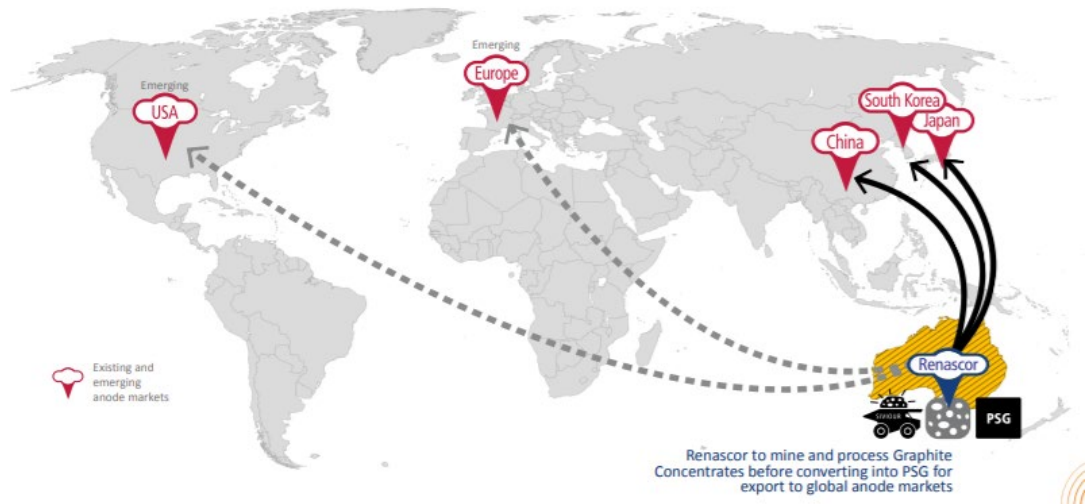 Emerging
Europe
Emerging
USA
South Korea
Japan
China
Existing and
emerging
anode markets
Renascor
SIVIOUR
PSG
Renascor to mine and process Graphite
Concentrates before converting into PSG for
export to global anode markets